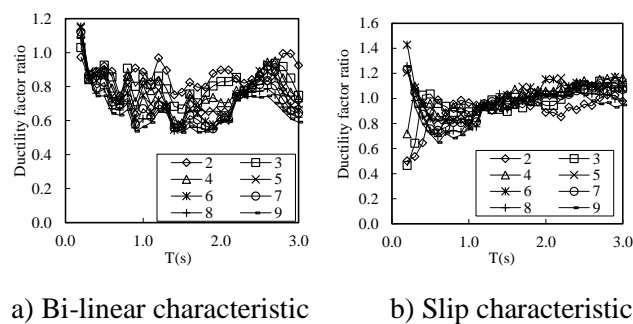 a)
1.2
1.0
0.8
0.6
0.4
0.2
0.0
Ductility factor ratio
2 3
4 5
6 7
8 9
0.0 1.0 2.0 3.0
T(s)
b)
1.6
1.4
1.2
1.0
0.8
0.6
0.4
0.2
0.0
Ductility factor ratio
2 3
4 5
6 7
8 9
0.0 1.0 2.0 3.0
T(s)
a) Bi-linear characteristic
b) Slip characteristic